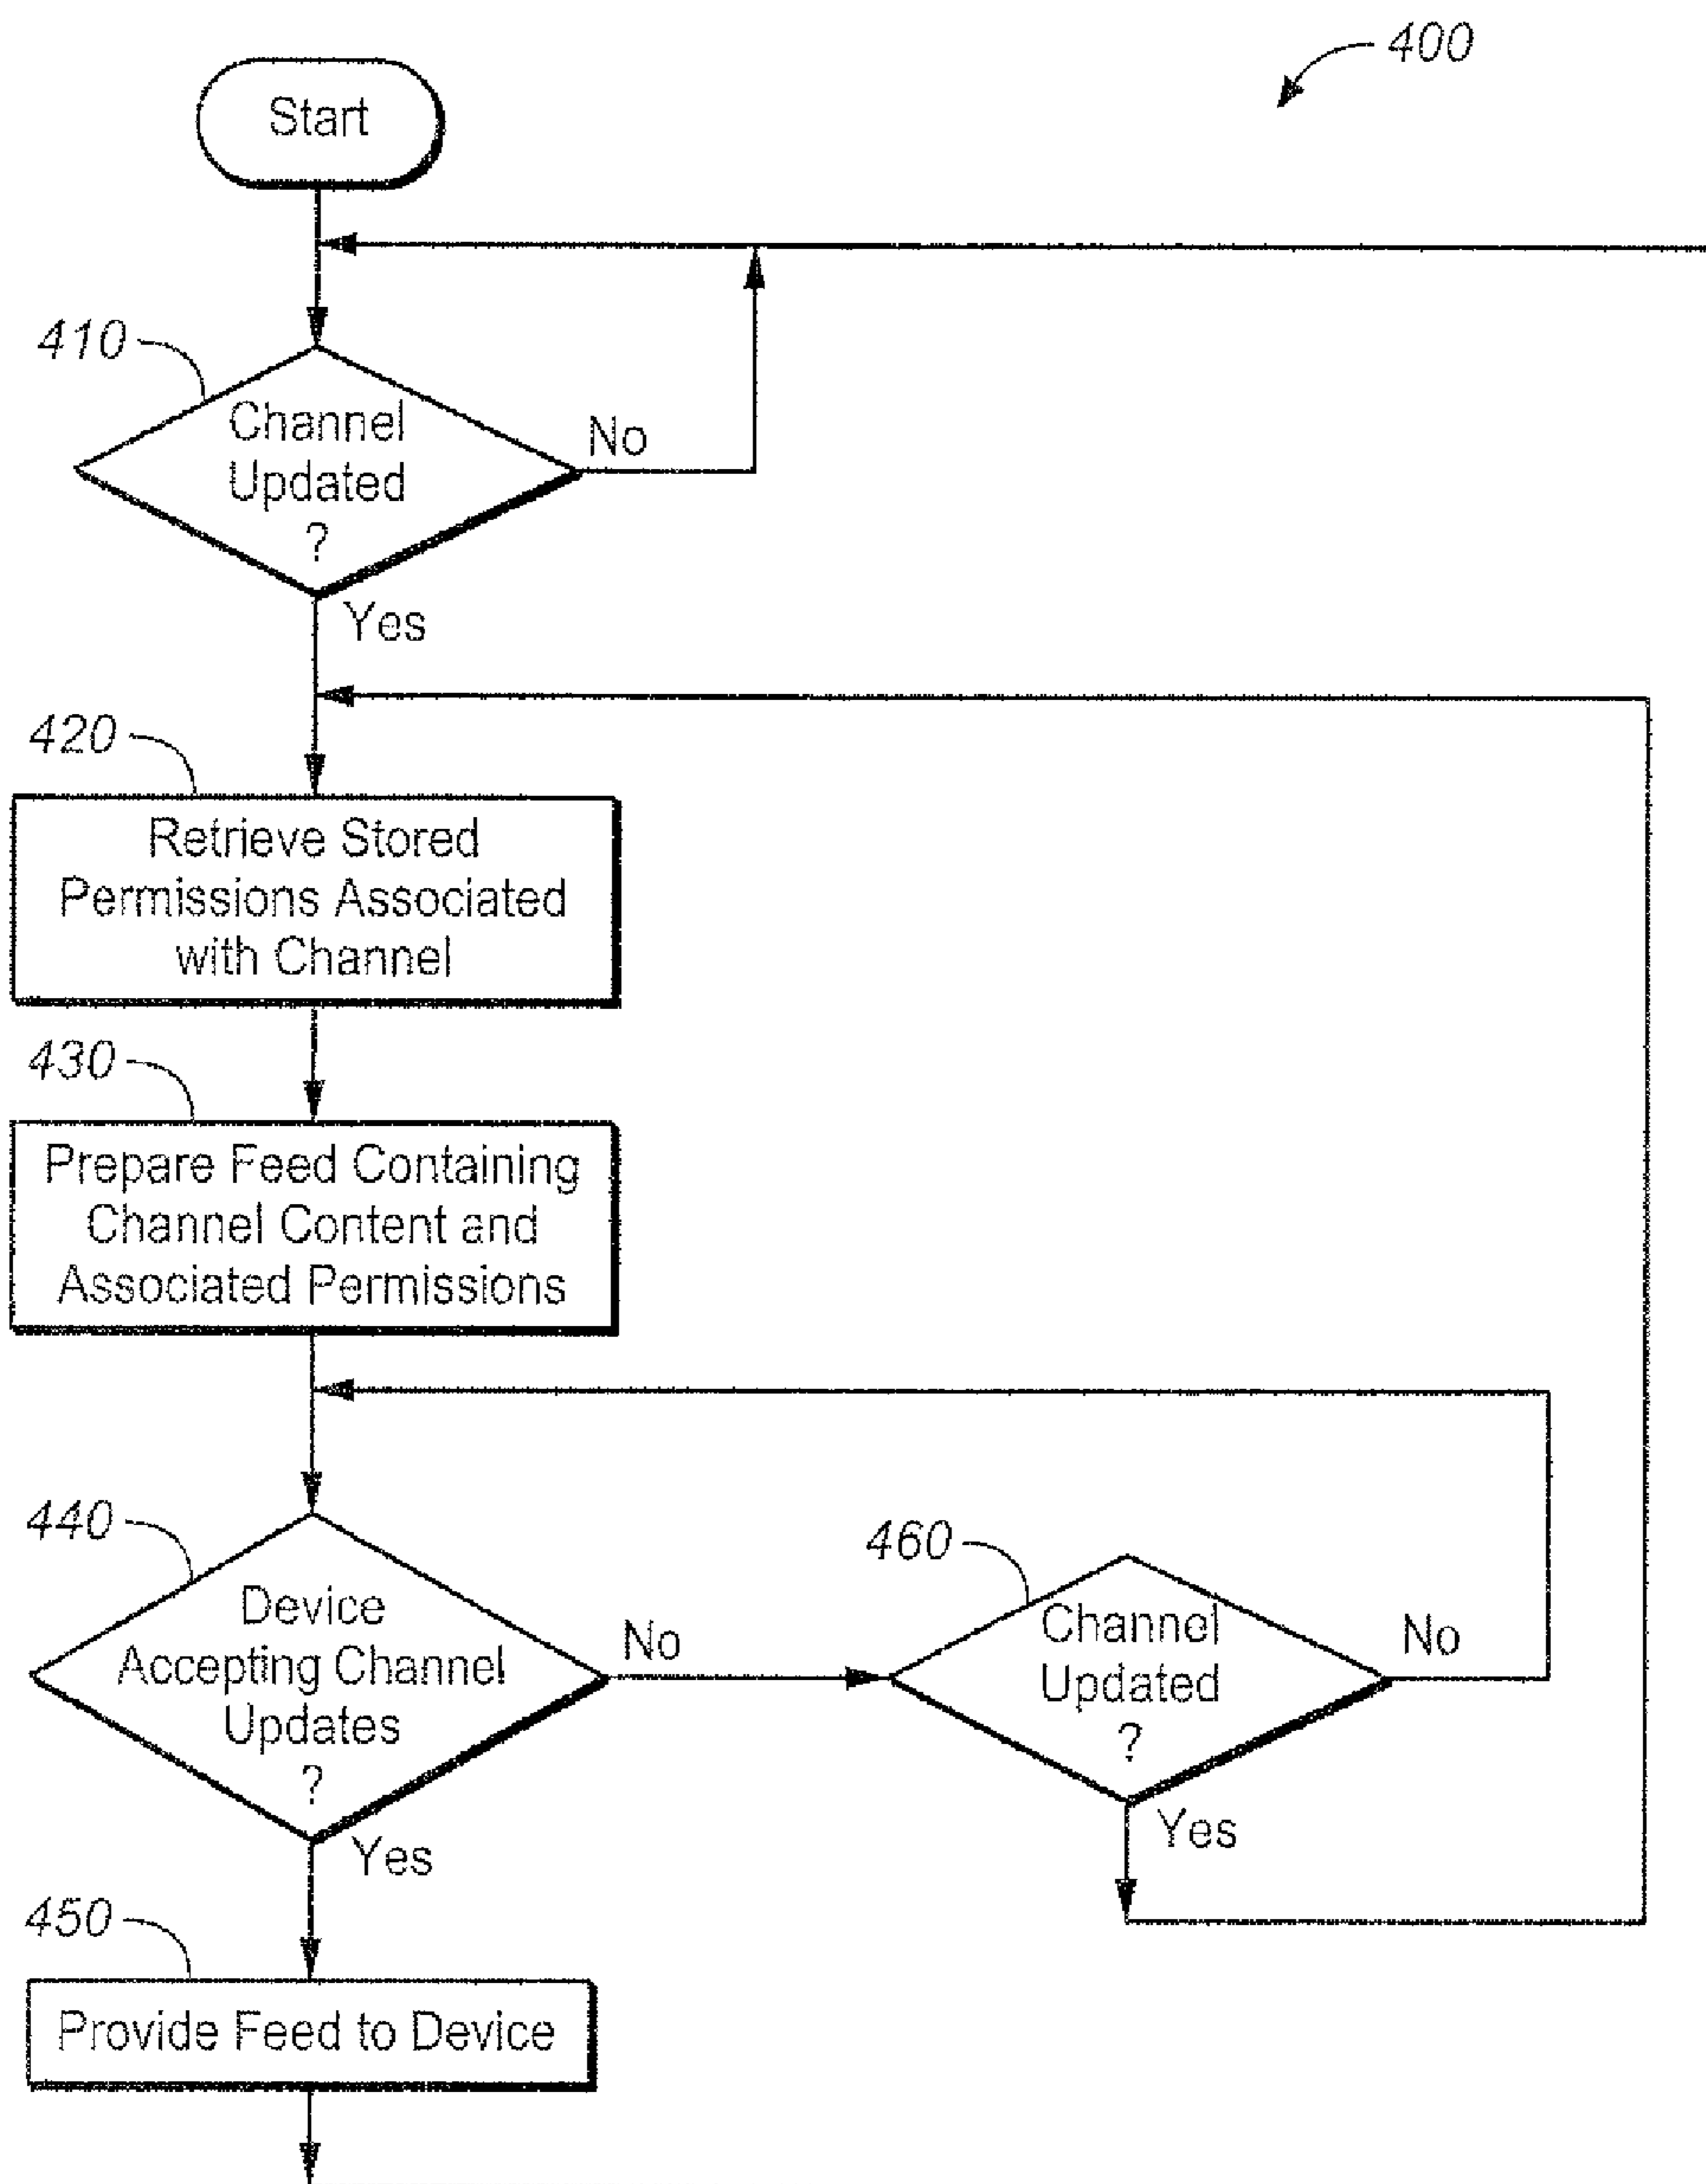 400
Start
410
Channel
Updated
?
No
Yes
420
Retrieve Stored
Permissions Associated
with Channel
430
Prepare Feed Containing
Channel Content and
Associated Permissions
440
Device
Accepting Channel
Updates
?
No
Yes
460
Channel
Updated
?
No
Yes
450
Provide Feed to Device